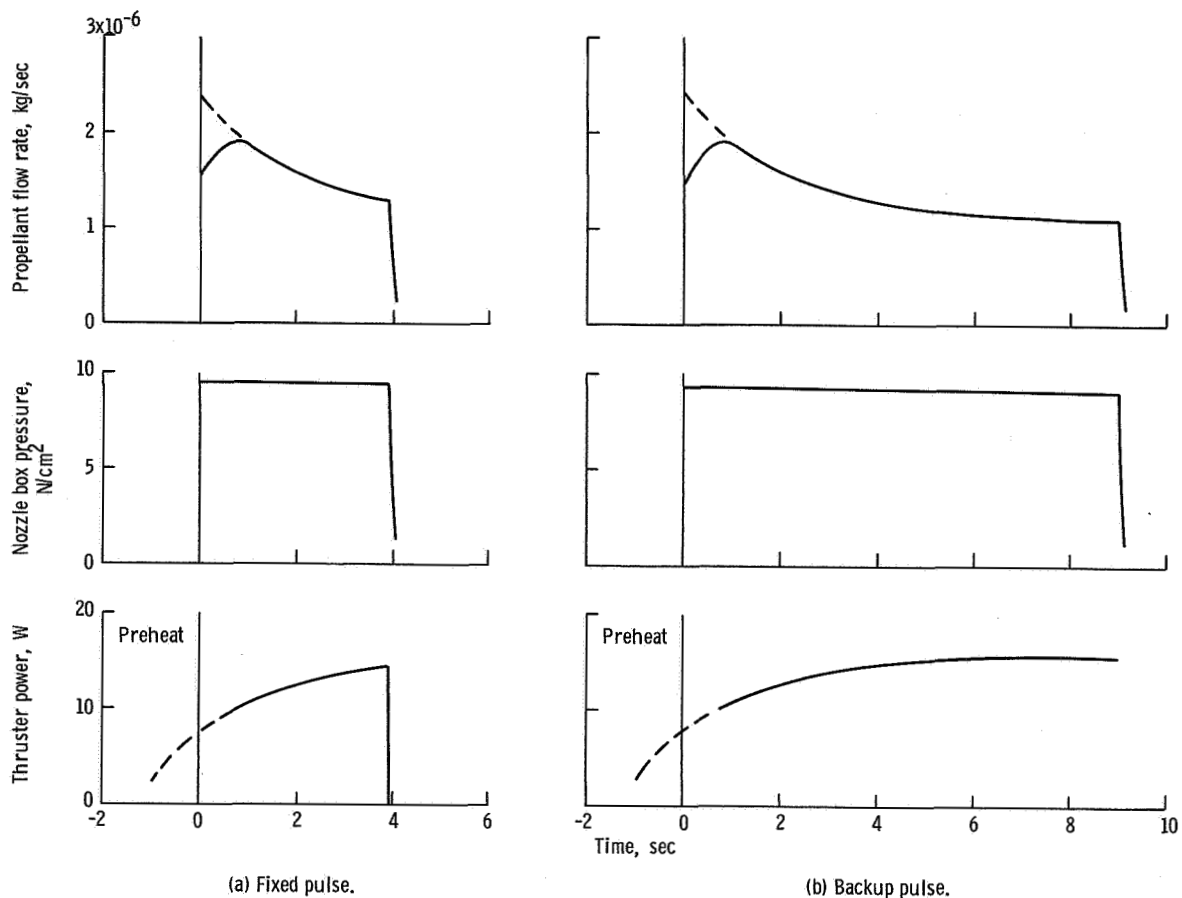 3x10-6
2
1
0
Propellant flow rate, kg/sec
10
5
0
Nozzle box pressure,
N/cm2
20
10
0
Thruster power, W
Preheat
Preheat
-2
0
2
4
6
-2
0
2
4
6
8
10
Time, sec
(a) Fixed pulse.
(b) Backup pulse.